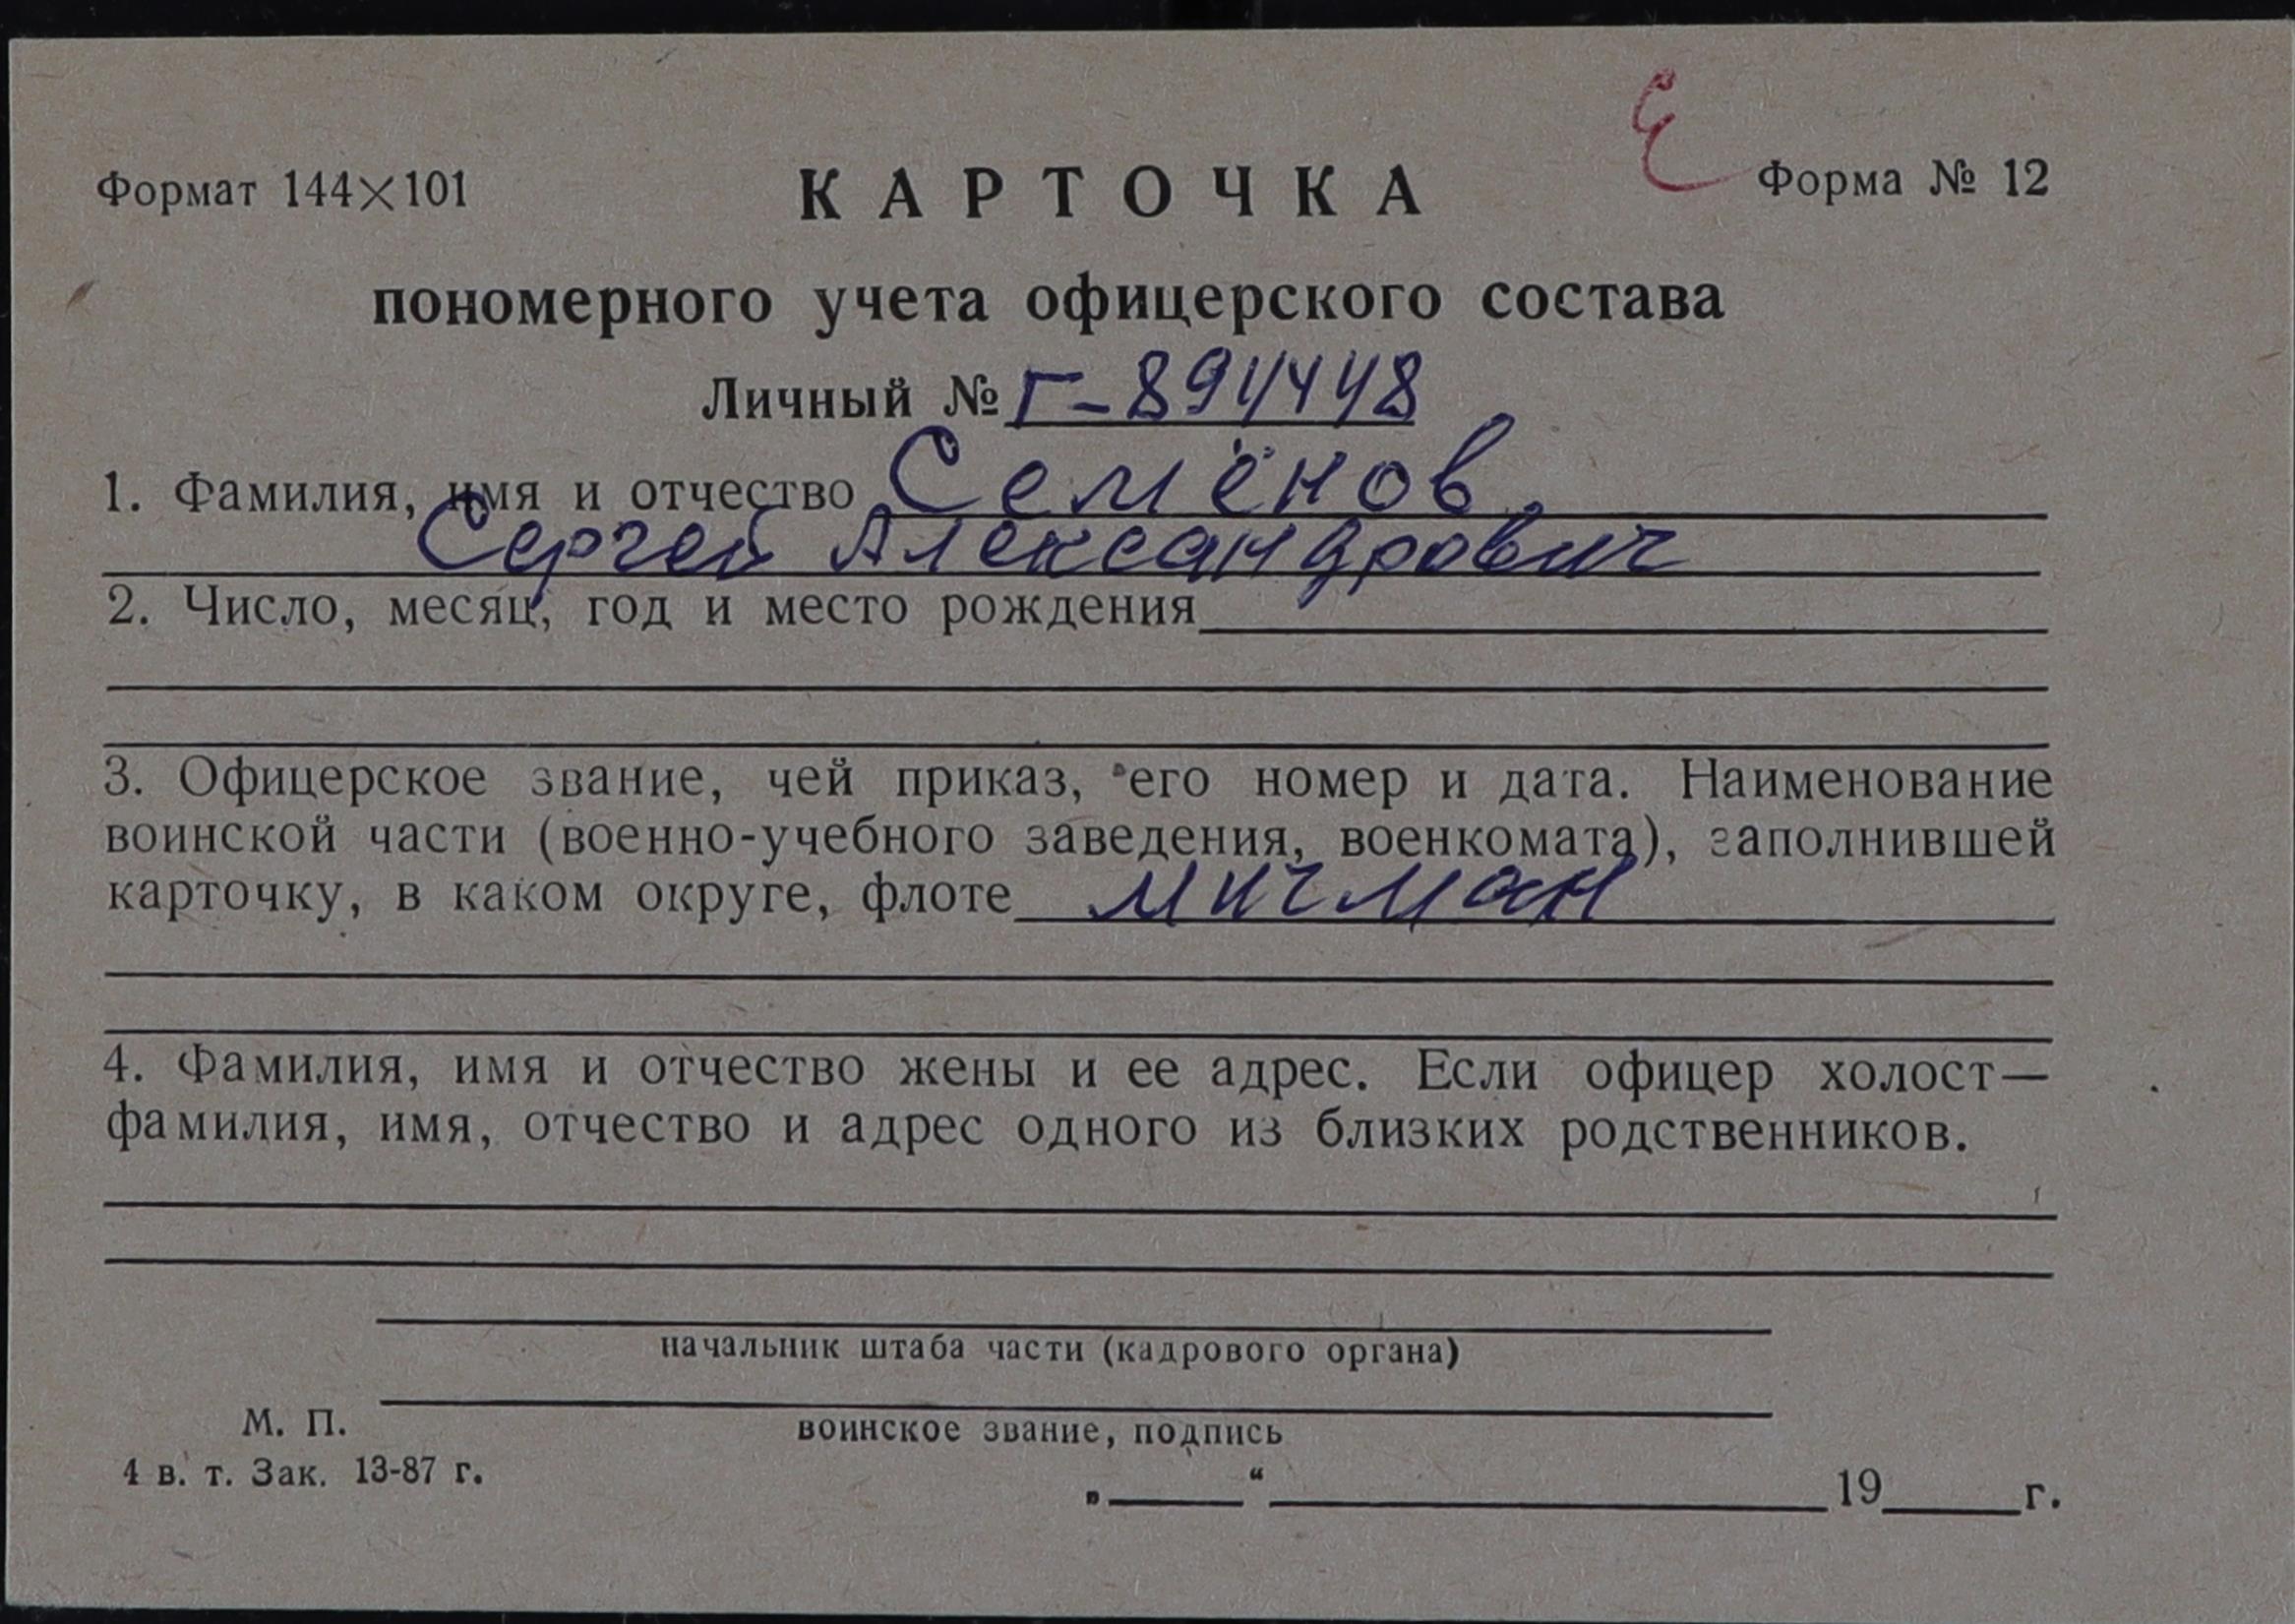 Е
Формат 144×101 КАРТОЧКА Форма № 12
пономерного учета офицерского состава
Личный № Г-894448
1. Фамилия, имя и отчество Семёнов
Сергей Александрович
2. Число, месяц, год и место рождения
3. Офицерское звание, чей приказ, его номер и дата. Наименование
воинской части (военно-учебного заведения, военкомата), заполнившей
карточку, в каком округе, флоте мичман
4. Фамилия, имя и отчество жены и ее адрес. Если офицер холост—
фамилия, имя, отчество и адрес одного из близких родственников.
начальник штаба части (кадрового органа)
М. П.
воинское звание, подпись
4 в. т. Зак. 13-87 г.
„____“ ____________ 19____г.